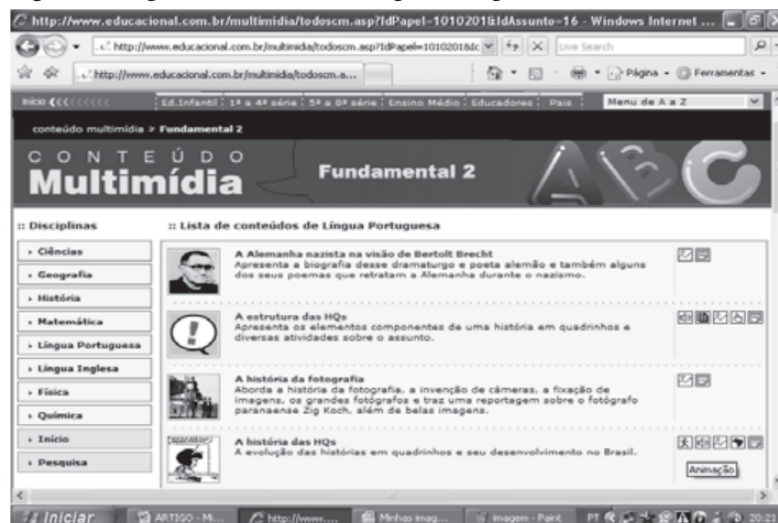 http://www.educacional.com.br/multimidia/todoscm.asp?IdPapel=1010201&IdAssunto=16 - Windows Internet ...
http://www.educacional.com.br/multimidia/todoscm.asp?IdPapel=1010201&Ic
Live Search
http://www.educacional.com.br/multimidia/todoscm.a...
Página
Ferramentas
Início
Ed.Infantil 1ª a 4ª série 5ª a 8ª série Ensino Médio Educadores Pais Menu de A a Z
conteúdo multimídia > Fundamental 2
CONTEÚDO
Multimídia
Fundamental 2
ABC
:: Disciplinas
:: Lista de conteúdos de Língua Portuguesa
› Ciências
› Geografia
› História
› Matemática
› Língua Portuguesa
› Língua Inglesa
› Física
› Química
› Início
› Pesquisa
A Alemanha nazista na visão de Bertolt Brecht
Apresenta a biografia desse dramaturgo e poeta alemão e também alguns
dos seus poemas que retratam a Alemanha durante o nazismo.
A estrutura das HQs
Apresenta os elementos componentes de uma história em quadrinhos e
diversas atividades sobre o assunto.
A história da fotografia
Aborda a história da fotografia, a invenção de câmeras, a fixação de
imagens, os grandes fotógrafos e traz uma reportagem sobre o fotógrafo
paranaense Zig Koch, além de belas imagens.
A história das HQs
A evolução das histórias em quadrinhos e seu desenvolvimento no Brasil.
Animação
Iniciar
ARTIGO - M...
http://www....
Minhas imag...
imagem - Paint
PT
20:21